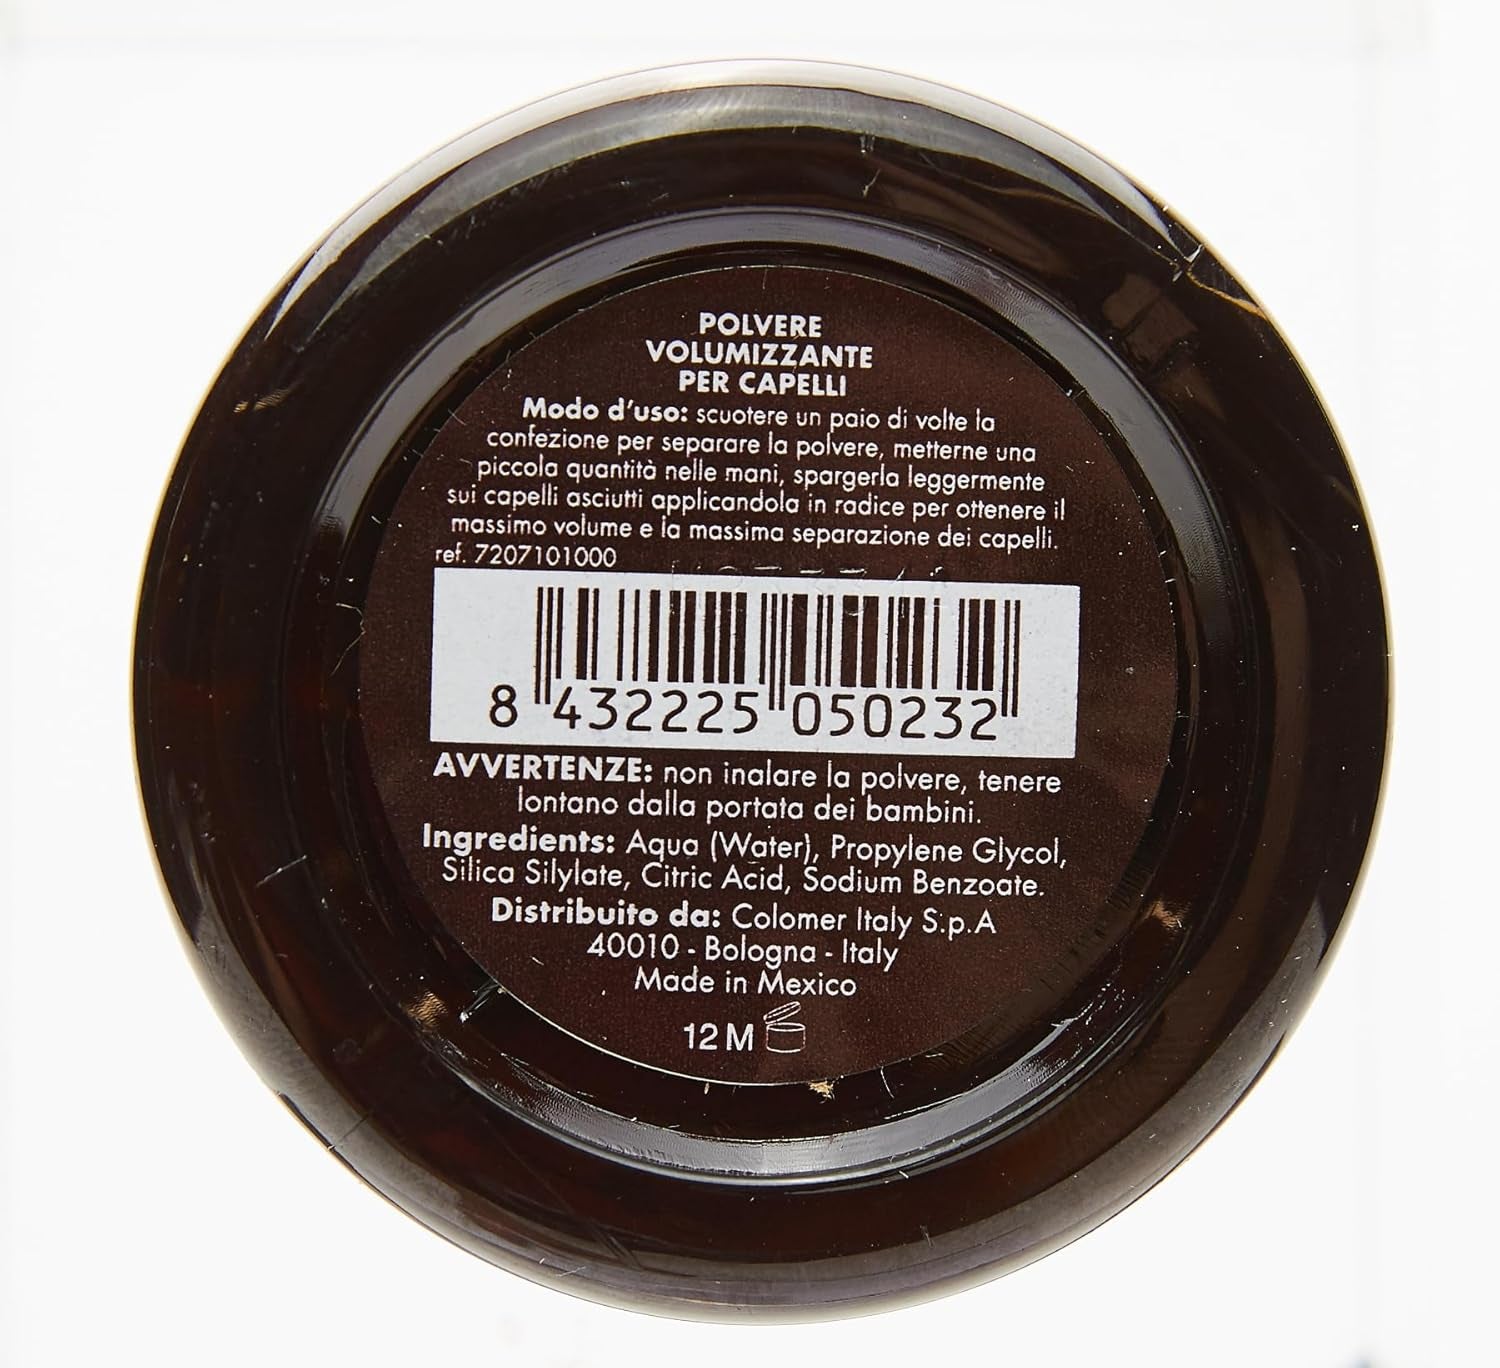 POLVERE
VOLUMIZZANTE
PER CAPELLI
Modo d'uso: scuotere un paio di volte la
confezione per separare la polvere, metterne una
piccola quantità nelle mani, spargerla leggermente
sui capelli asciutti applicandola in radice per ottenere il
massimo volume e la massima separazione dei capelli.
ref. 7207101000
8 432225 050232
AVVERTENZE: non inalare la polvere, tenere
lontano dalla portata dei bambini.
Ingredients: Aqua (Water), Propylene Glycol,
Silica Silylate, Citric Acid, Sodium Benzoate.
Distribuito da: Colomer Italy S.p.A
40010 - Bologna - Italy
Made in Mexico
12 M